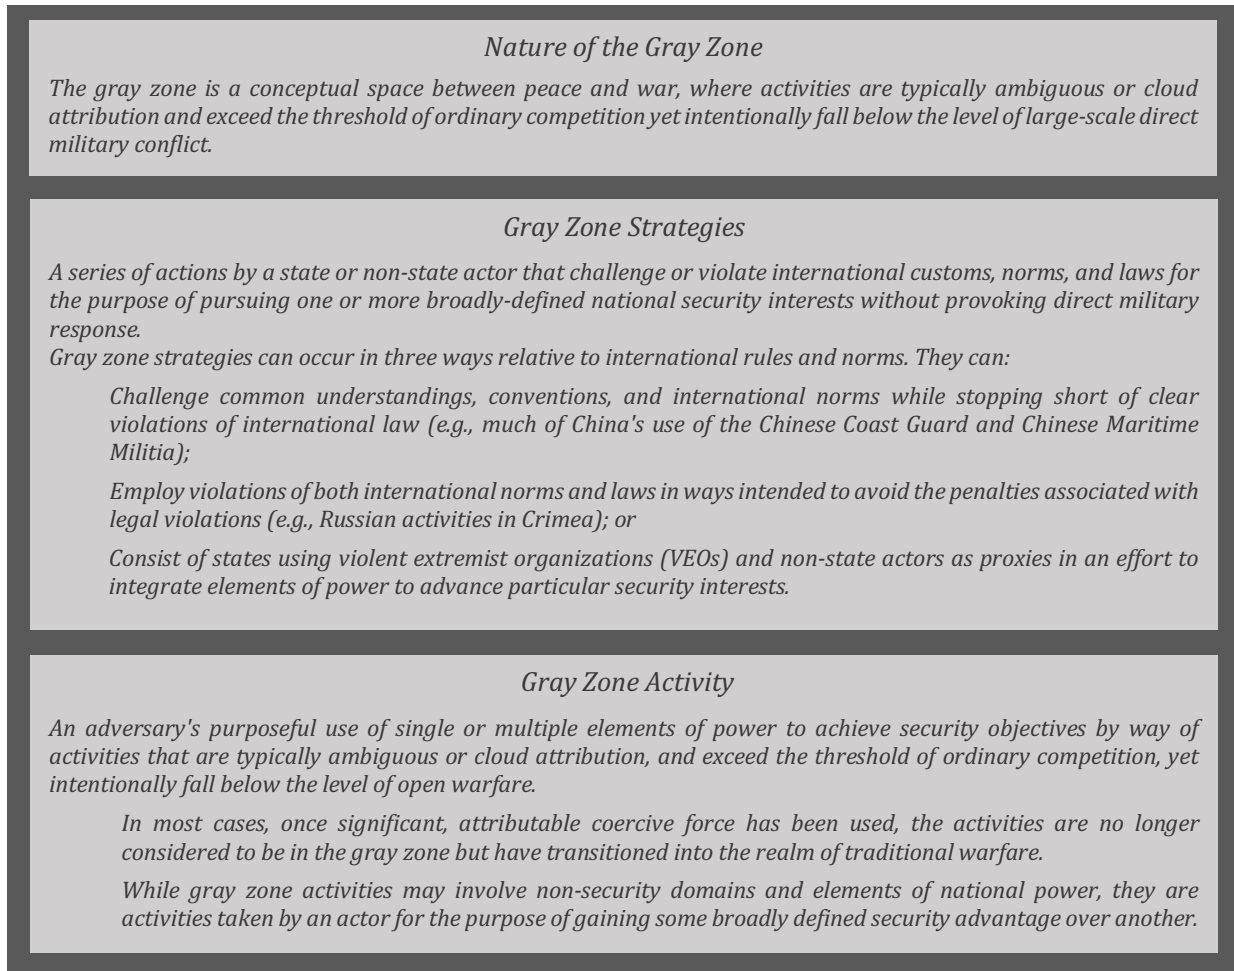 Nature of the Gray Zone
The gray zone is a conceptual space between peace and war, where activities are typically ambiguous or cloud
attribution and exceed the threshold of ordinary competition yet intentionally fall below the level of large-scale direct
military conflict.
Gray Zone Strategies
A series of actions by a state or non-state actor that challenge or violate international customs, norms, and laws for
the purpose of pursuing one or more broadly-defined national security interests without provoking direct military
response.
Gray zone strategies can occur in three ways relative to international rules and norms. They can:
Challenge common understandings, conventions, and international norms while stopping short of clear
violations of international law (e.g., much of China's use of the Chinese Coast Guard and Chinese Maritime
Militia);
Employ violations of both international norms and laws in ways intended to avoid the penalties associated with
legal violations (e.g., Russian activities in Crimea); or
Consist of states using violent extremist organizations (VEOs) and non-state actors as proxies in an effort to
integrate elements of power to advance particular security interests.
Gray Zone Activity
An adversary's purposeful use of single or multiple elements of power to achieve security objectives by way of
activities that are typically ambiguous or cloud attribution, and exceed the threshold of ordinary competition, yet
intentionally fall below the level of open warfare.
In most cases, once significant, attributable coercive force has been used, the activities are no longer
considered to be in the gray zone but have transitioned into the realm of traditional warfare.
While gray zone activities may involve non-security domains and elements of national power, they are
activities taken by an actor for the purpose of gaining some broadly defined security advantage over another.